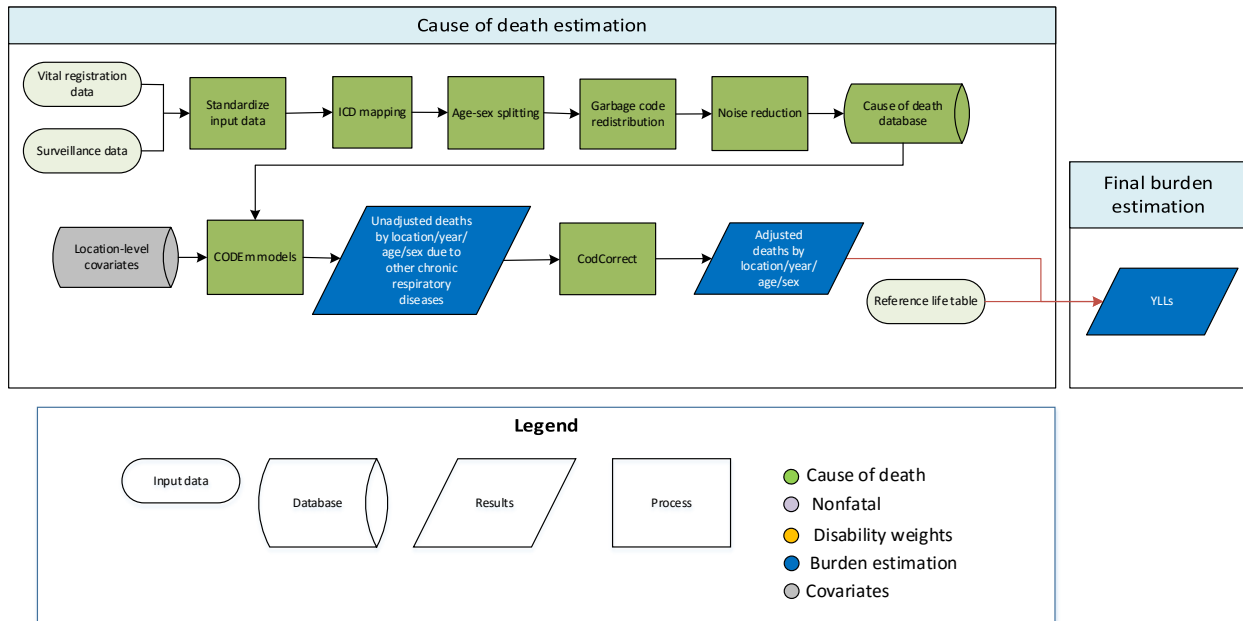 Cause of death estimation
Vital registration
data
Surveillance data
Standardize
input data
ICD mapping
Age-sex splitting
Garbage code
redistribution
Noise reduction
Cause of death
database
Final burden
estimation
Location-level
covariates
CODEm models
Unadjusted deaths
by location/year/
age/sex due to
other chronic
respiratory
diseases
CodCorrect
Adjusted
deaths by
location/year/
age/sex
Reference life table
YLLs
Legend
Input data
Database
Results
Process
Cause of death
Nonfatal
Disability weights
Burden estimation
Covariates